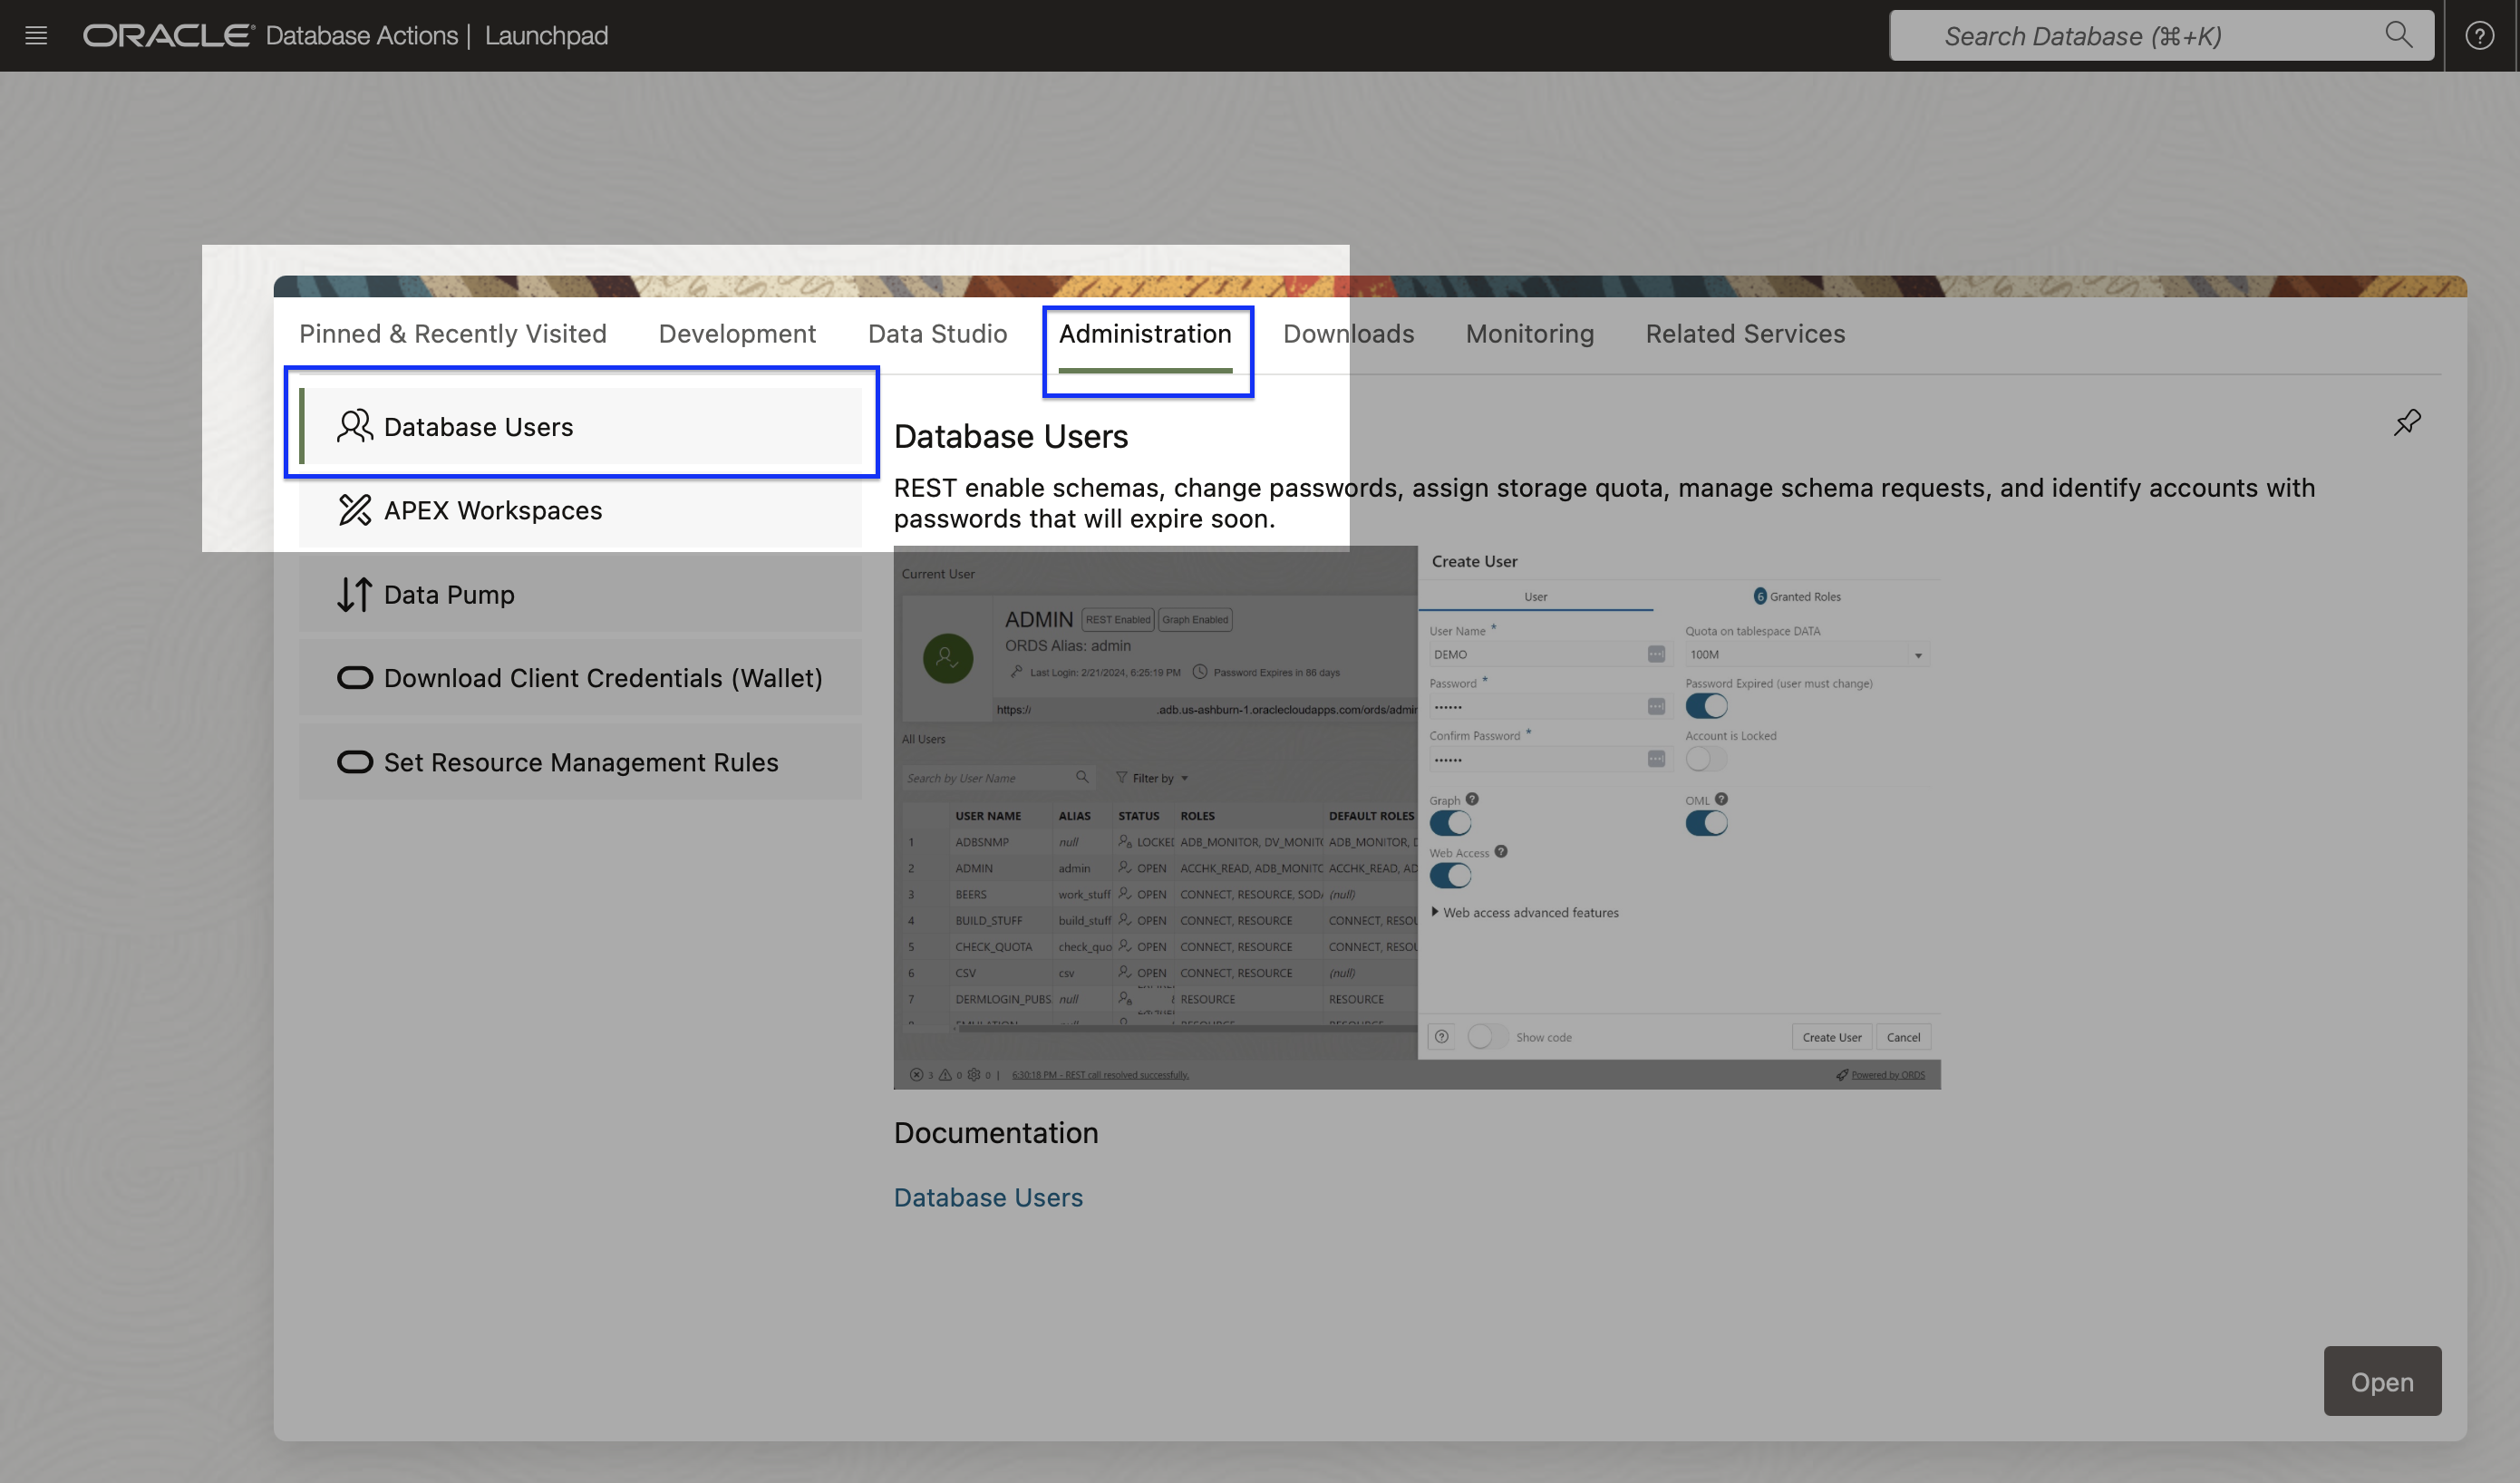 ORACLE Database Actions | Launchpad
Search Database (⌘+K)
Pinned & Recently Visited Development Data Studio Administration Downloads Monitoring Related Services
Database Users
APEX Workspaces
Data Pump
Download Client Credentials (Wallet)
Set Resource Management Rules
Database Users
REST enable schemas, change passwords, assign storage quota, manage schema requests, and identify accounts with
passwords that will expire soon.
Current User
ADMIN REST Enabled Graph Enabled
ORDS Alias: admin
Last Login: 2/21/2024, 6:25:19 PM Password Expires in 86 days
https:// .adb.us-ashburn-1.oraclecloudapps.com/ords/admin
All Users
Search by User Name Filter by
USER NAME ALIAS STATUS ROLES DEFAULT ROLES
1 ADBSNMP null LOCKED ADB_MONITOR, DV_MONITO ADB_MONITOR, D
2 ADMIN admin OPEN ACCHK_READ, ADB_MONITO ACCHK_READ, AD
3 BEERS work_stuff OPEN CONNECT, RESOURCE, SODA (null)
4 BUILD_STUFF build_stuff OPEN CONNECT, RESOURCE CONNECT, RESOU
5 CHECK_QUOTA check_quo OPEN CONNECT, RESOURCE CONNECT, RESOU
6 CSV csv OPEN CONNECT, RESOURCE (null)
7 DERMLOGIN_PUBS null RESOURCE RESOURCE
3 0 0 | 6:30:18 PM - REST call resolved successfully.
Create User
User 6 Granted Roles
User Name * Quota on tablespace DATA
DEMO 100M
Password * Password Expired (user must change)
••••••
Confirm Password * Account is Locked
••••••
Graph OML
Web Access
Web access advanced features
Show code Create User Cancel
Powered by ORDS
Documentation
Database Users
Open